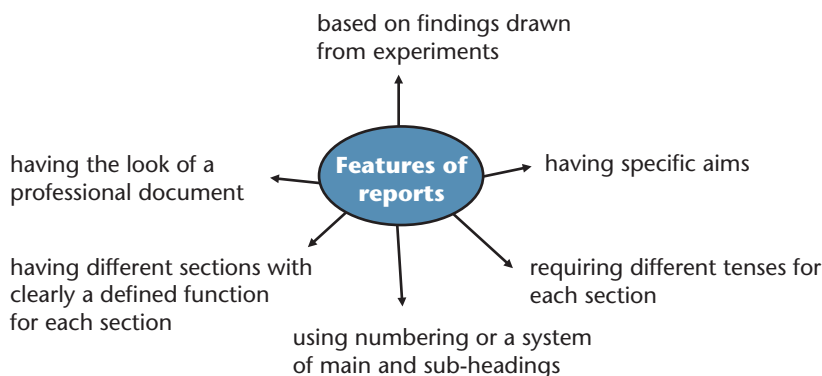 based on findings drawn
from experiments
having the look of a
professional document
Features of
reports
having specific aims
having different sections with
clearly a defined function
for each section
requiring different tenses for
each section
using numbering or a system
of main and sub-headings